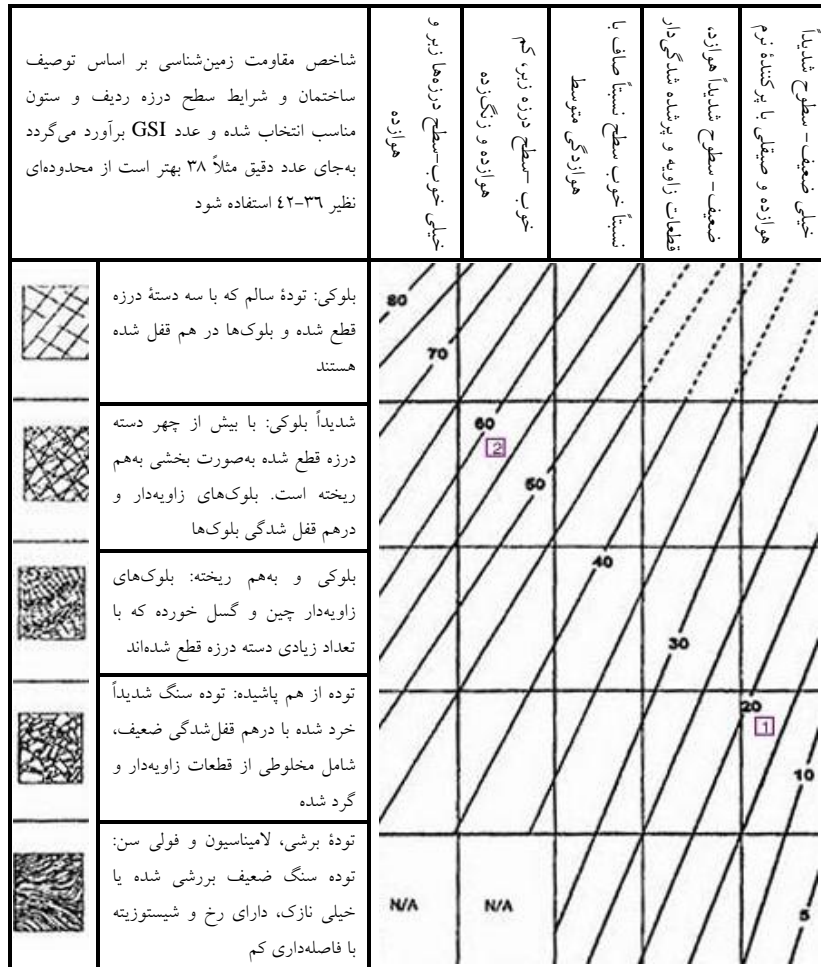 شاخص مقاومت زمین‌شناسی بر اساس توصیف
ساختمان و شرایط سطح درزه ردیف و ستون
مناسب انتخاب شده و عدد GSI برآورد می‌گردد
به‌جای عدد دقیق مثلاً ۳۸ بهتر است از محدوده‌ای
نظیر ۳۶-۴۲ استفاده شود
خیلی خوب-سطح درزه‌ها زبر و
هوازده
خوب -سطح درزه زبر، کم
هوازده و زنگ‌زده
نسبتاً خوب سطح نسبتاً صاف با
هوازدگی متوسط
ضعیف- سطوح شدیداً هوازد،
قطعات زاویه و پرشده شدگی‌دار
خیلی ضعیف- سطوح شدیداً
هوازده و صیقلی با پرکنندهٔ نرم
بلوکی: تودهٔ سالم که با سه دستهٔ درزه
قطع شده و بلوک‌ها در هم قفل شده
هستند
شدیداً بلوکی: با بیش از چهر دسته
درزه قطع شده به‌صورت بخشی به‌هم
ریخته است. بلوک‌های زاویه‌دار و
درهم قفل شدگی بلوک‌ها
بلوکی و به‌هم ریخته: بلوک‌های
زاویه‌دار چین و گسل خورده که با
تعداد زیادی دسته درزه قطع شده‌اند
توده از هم پاشیده: توده سنگ شدیداً
خرد شده با درهم قفل‌شدگی ضعیف،
شامل مخلوطی از قطعات زاویه‌دار و
گرد شده
تودهٔ برشی، لامیناسیون و فولی سن:
توده سنگ ضعیف بررشی شده یا
خیلی نازک، دارای رخ و شیستوزیته
با فاصله‌داری کم
80
70
60
2
50
40
30
20
1
10
N/A
N/A
5